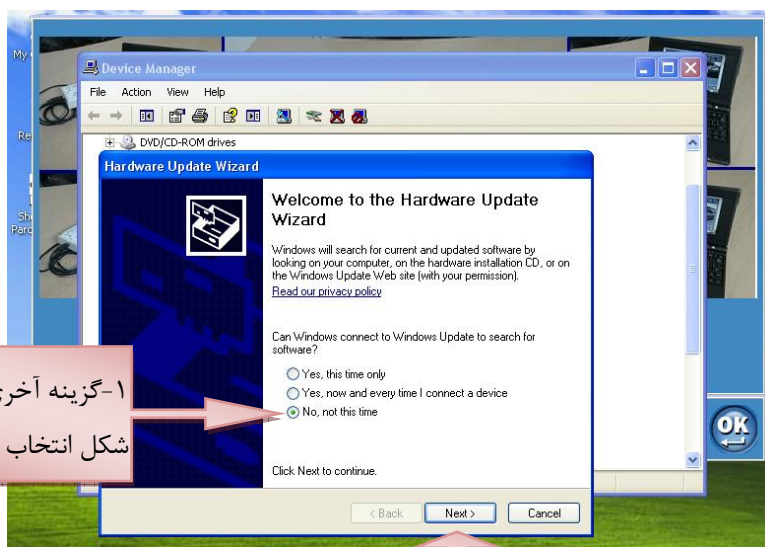 My
Device Manager
File Action View Help
DVD/CD-ROM drives
Re
Hardware Update Wizard
Welcome to the Hardware Update
Wizard
Windows will search for current and updated software by
looking on your computer, on the hardware installation CD, or on
the Windows Update Web site (with your permission).
Read our privacy policy
Can Windows connect to Windows Update to search for
software?
Yes, this time only
Yes, now and every time I connect a device
No, not this time
Click Next to continue.
< Back Next > Cancel
۱-گزینه آخری
شکل انتخاب
OK